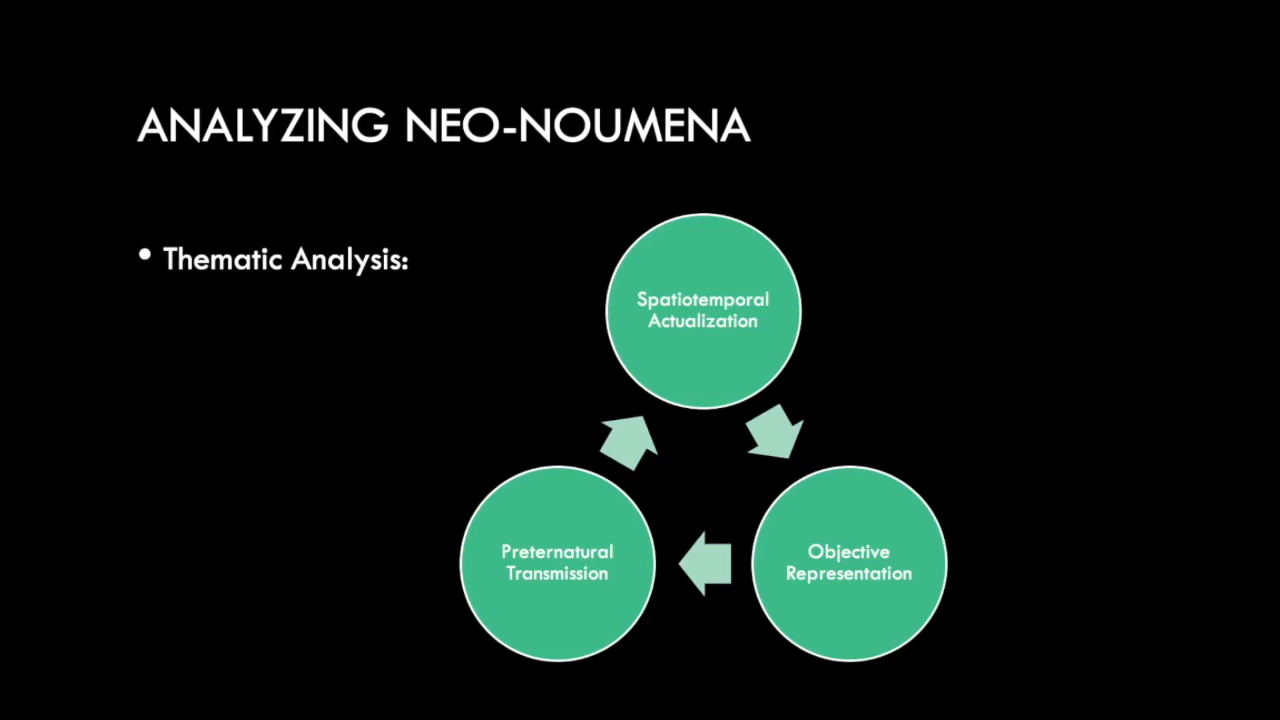 ANALYZING NEO-NOUMENA
• Thematic Analysis:
Spatiotemporal
Actualization
Preternatural
Transmission
Objective
Representation